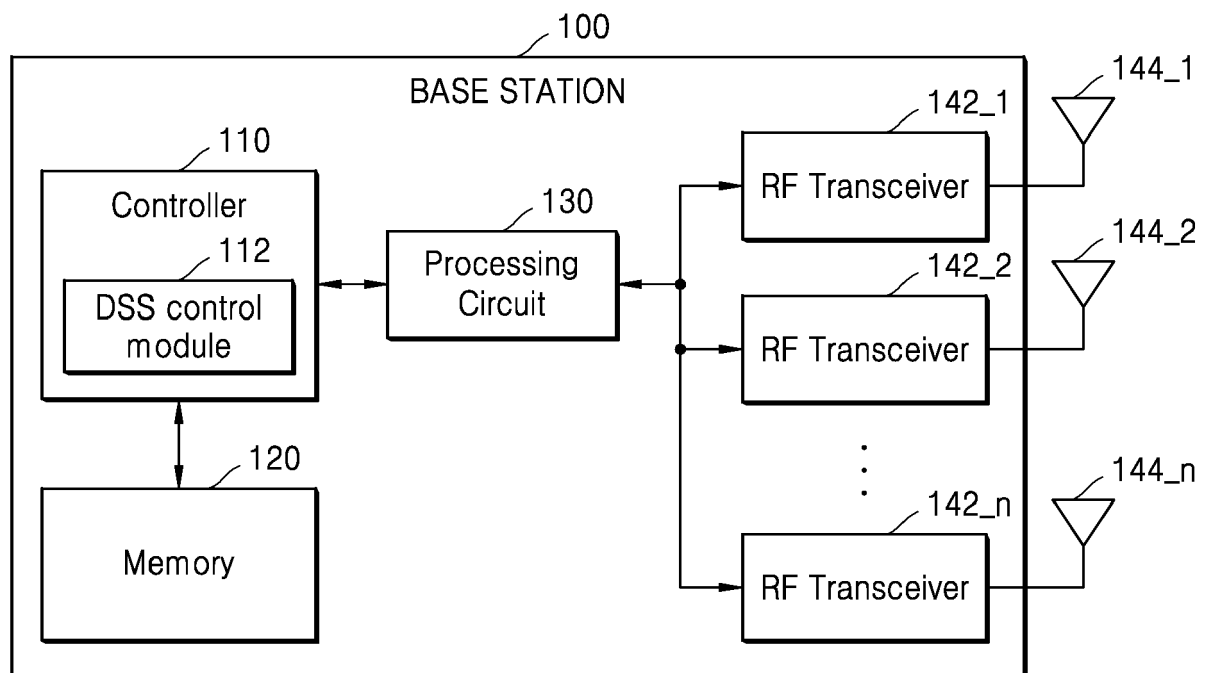 100
BASE STATION
144_1
142_1
RF Transceiver
110
Controller
112
DSS control
module
130
Processing
Circuit
144_2
142_2
RF Transceiver
120
Memory
144_n
142_n
RF Transceiver